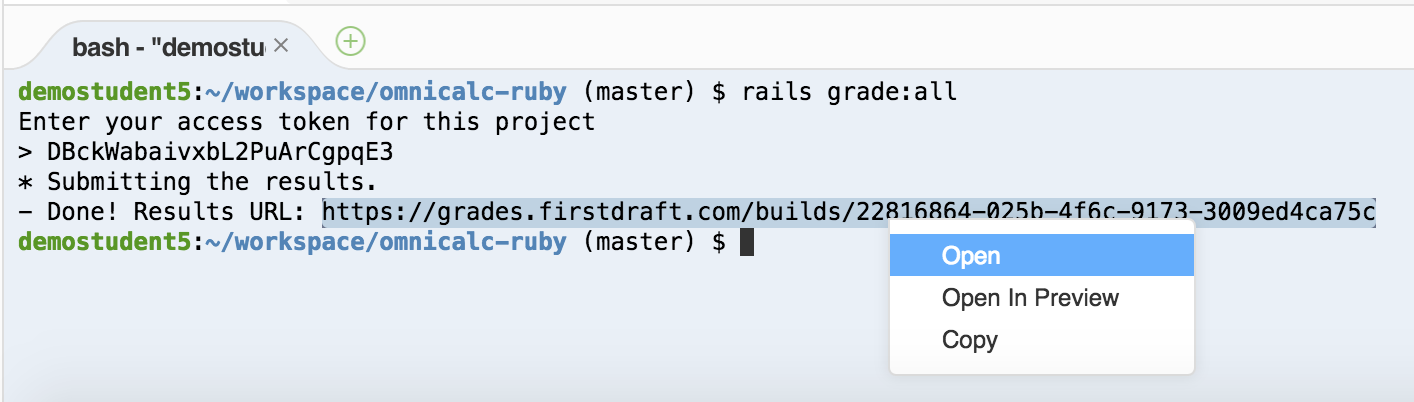 bash - "demostu
demostudent5:~/workspace/omnicalc-ruby (master) $ rails grade:all
Enter your access token for this project
> DBckWabaivxbL2PuArCgpqE3
* Submitting the results.
- Done! Results URL: https://grades.firstdraft.com/builds/22816864-025b-4f6c-9173-3009ed4ca75c
demostudent5:~/workspace/omnicalc-ruby (master) $
Open
Open In Preview
Copy